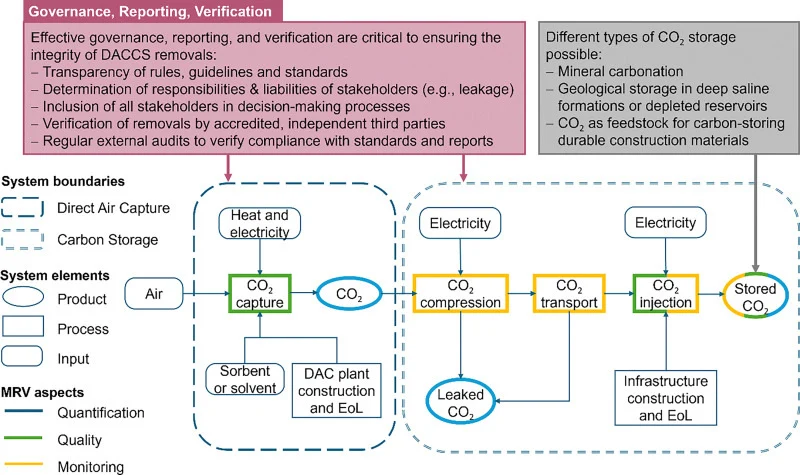 Governance, Reporting, Verification
Effective governance, reporting, and verification are critical to ensuring the
integrity of DACCS removals:
– Transparency of rules, guidelines and standards
– Determination of responsibilities & liabilities of stakeholders (e.g., leakage)
– Inclusion of all stakeholders in decision-making processes
– Verification of removals by accredited, independent third parties
– Regular external audits to verify compliance with standards and reports
Different types of CO₂ storage
possible:
– Mineral carbonation
– Geological storage in deep saline
formations or depleted reservoirs
– CO₂ as feedstock for carbon-storing
durable construction materials
System boundaries
Direct Air Capture
Carbon Storage
System elements
Product
Process
Input
MRV aspects
Quantification
Quality
Monitoring
Air
Heat and
electricity
CO₂
capture
Sorbent
or solvent
DAC plant
construction
and EoL
CO₂
Electricity
CO₂
compression
Leaked
CO₂
CO₂
transport
Electricity
CO₂
injection
Infrastructure
construction
and EoL
Stored
CO₂